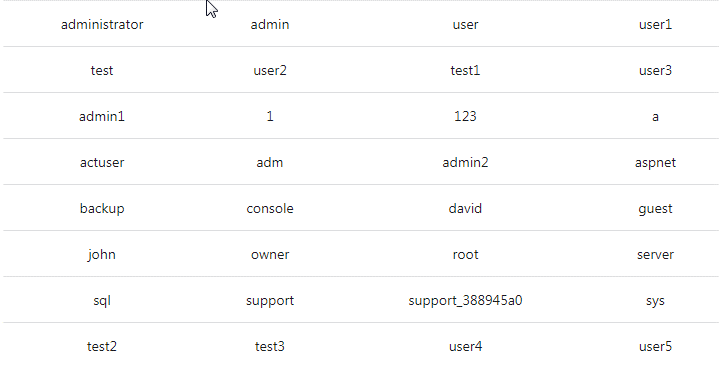 administrator admin user user1
test user2 test1 user3
admin1 1 123 a
actuser adm admin2 aspnet
backup console david guest
john owner root server
sql support support_388945a0 sys
test2 test3 user4 user5